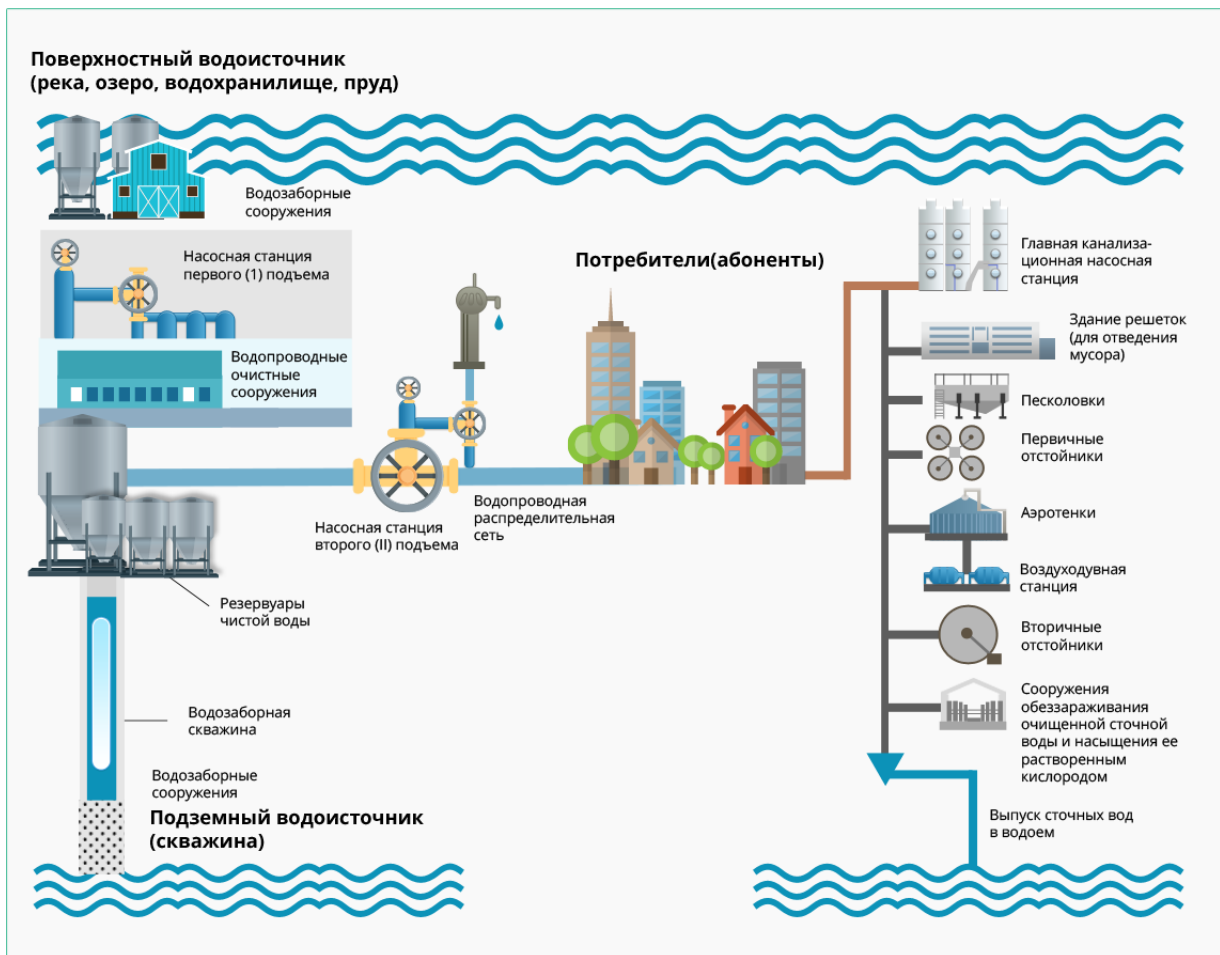 Поверхностный водоисточник
(река, озеро, водохранилище, пруд)
Водозаборные
сооружения
Насосная станция
первого (1) подъема
Водопроводные
очистные
сооружения
Потребители(абоненты)
Насосная станция
второго (II) подъема
Водопроводная
распределительная
сеть
Резервуары
чистой воды
Водозаборная
скважина
Водозаборные
сооружения
Подземный водоисточник
(скважина)
Главная канализа-
ционная насосная
станция
Здание решеток
(для отведения
мусора)
Песколовки
Первичные
отстойники
Аэротенки
Воздуходувная
станция
Вторичные
отстойники
Сооружения
обеззараживания
очищенной сточной
воды и насыщения ее
растворенным
кислородом
Выпуск сточных вод
в водоем